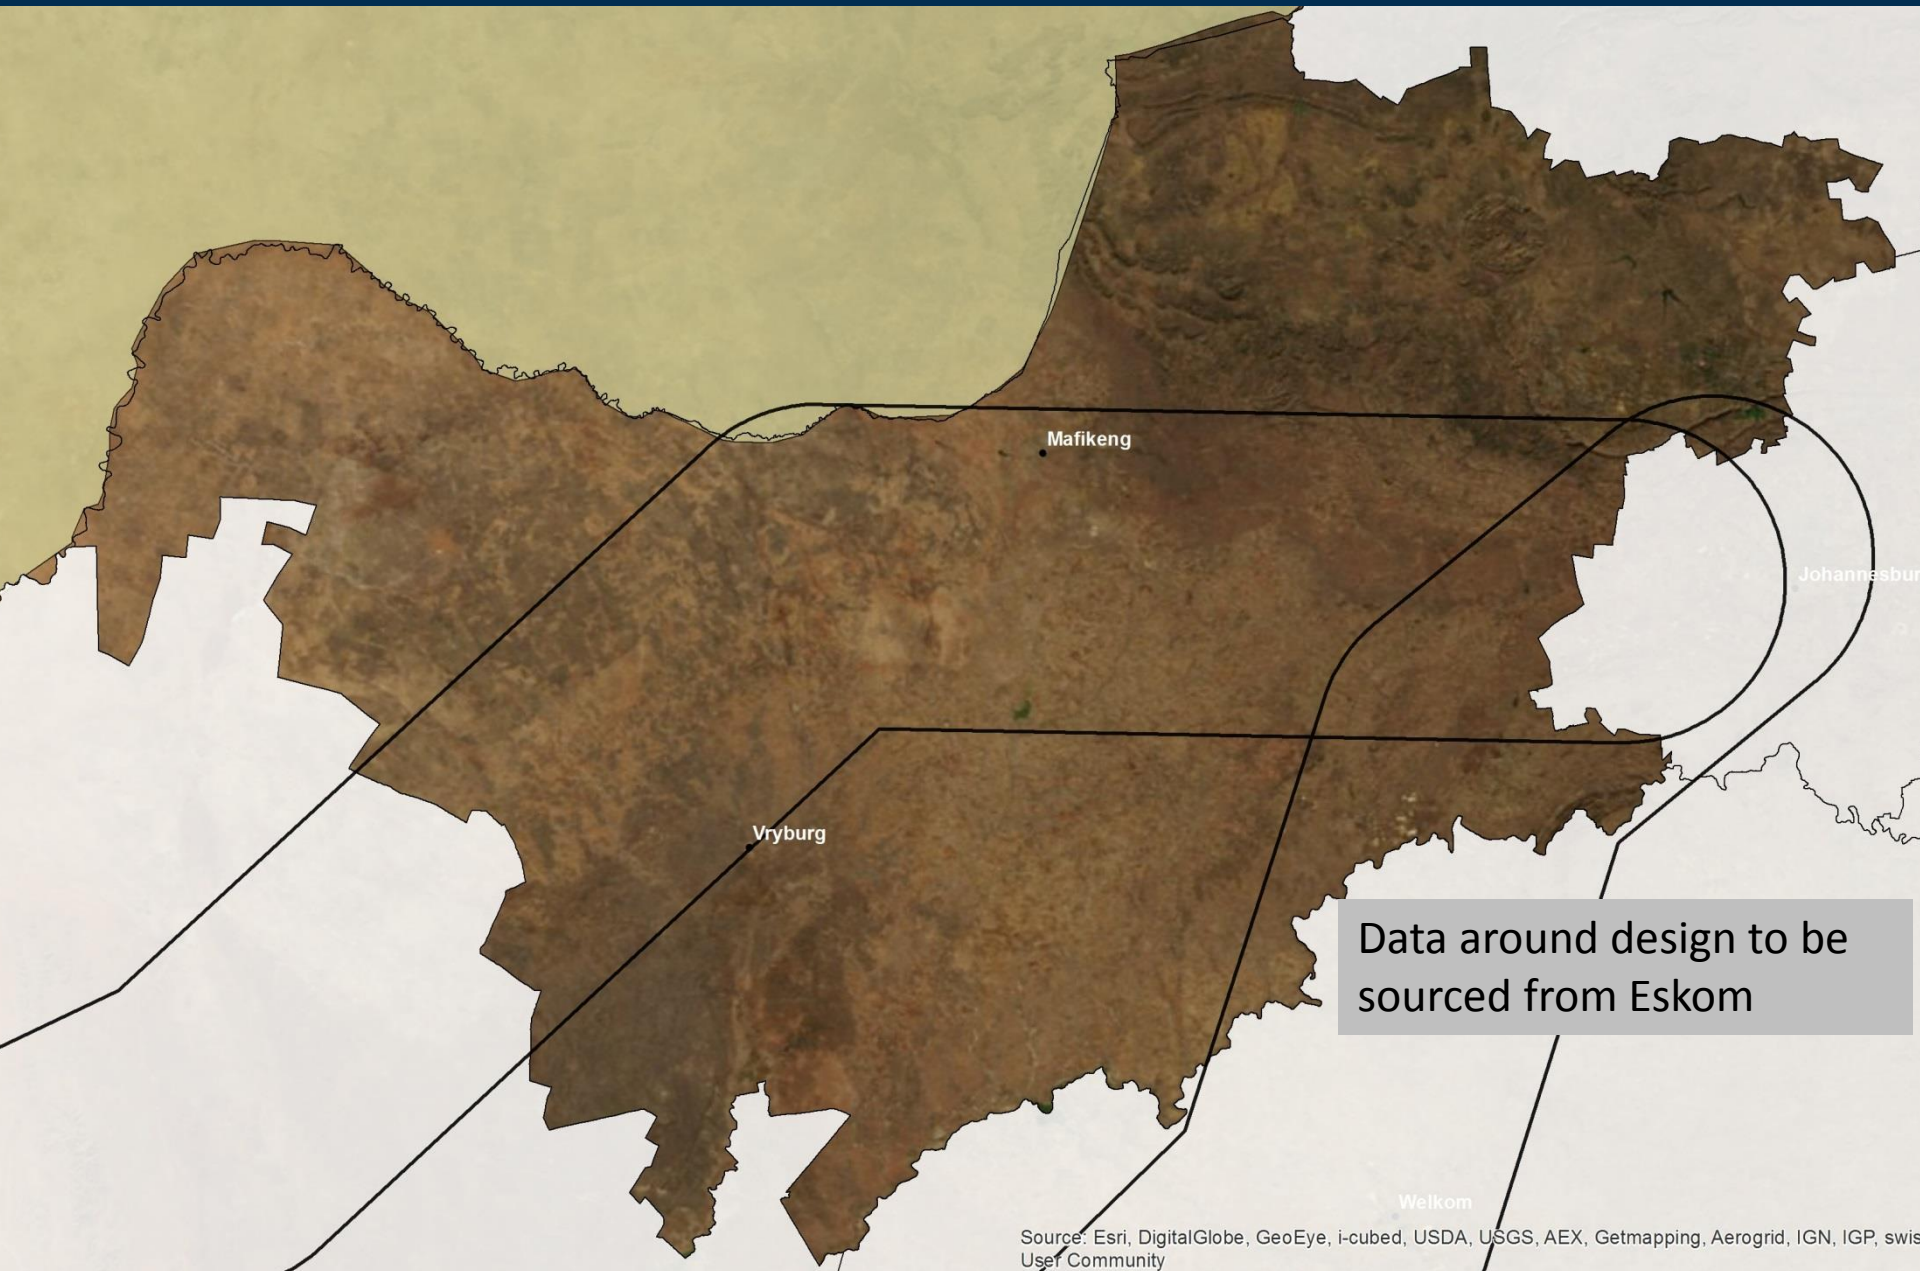 Mafikeng
Johannesbur
Vryburg
Data around design to be
sourced from Eskom
Welkom
Source: Esri, DigitalGlobe, GeoEye, i-cubed, USDA, USGS, AEX, Getmapping, Aerogrid, IGN, IGP, swis
User Community